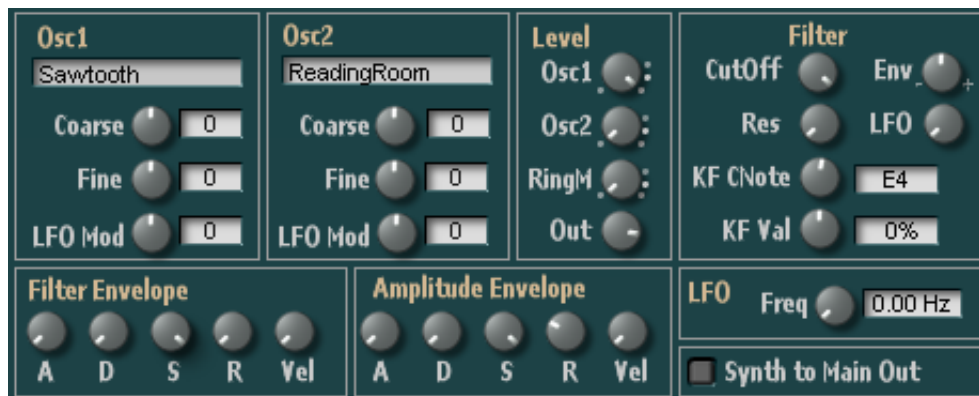 Osc1
Sawtooth
Coarse 0
Fine 0
LFO Mod 0
Osc2
ReadingRoom
Coarse 0
Fine 0
LFO Mod 0
Level
Osc1
Osc2
RingM
Out
Filter
CutOff Env - +
Res LFO
KF CNote E4
KF Val 0%
Filter Envelope
A D S R Vel
Amplitude Envelope
A D S R Vel
LFO
Freq 0.00 Hz
Synth to Main Out